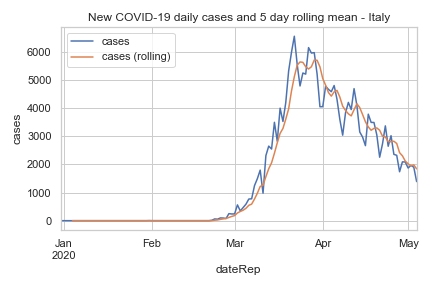 New COVID-19 daily cases and 5 day rolling mean - Italy
cases
cases (rolling)
6000
5000
4000
3000
2000
1000
0
cases
Jan
2020
Feb
Mar
Apr
May
dateRep